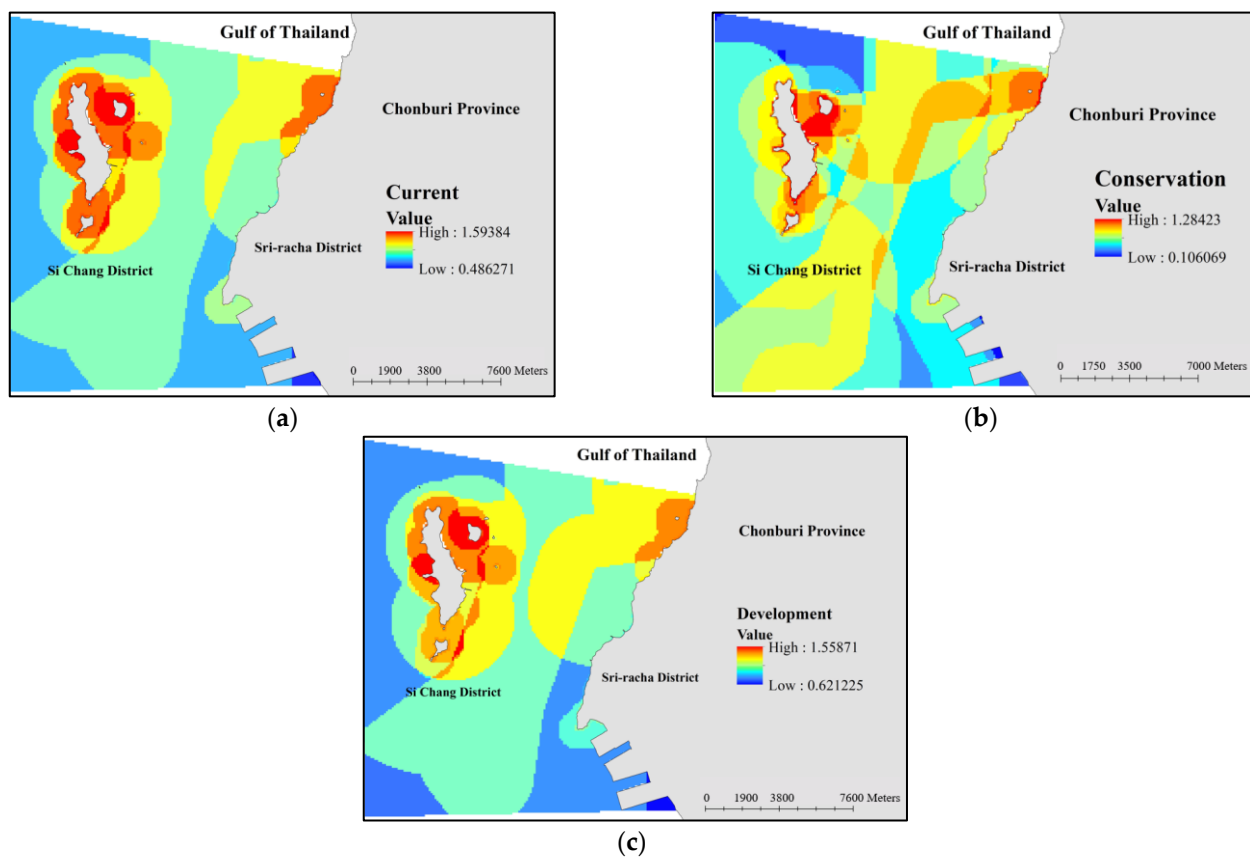 Gulf of Thailand
Chonburi Province
Current
Value
High : 1.59384
Low : 0.486271
Sri-racha District
Si Chang District
0 1900 3800 7600 Meters
(a)
Gulf of Thailand
Chonburi Province
Conservation
Value
High : 1.28423
Low : 0.106069
Sri-racha District
Si Chang District
0 1750 3500 7000 Meters
(b)
Gulf of Thailand
Chonburi Province
Development
Value
High : 1.55871
Low : 0.621225
Sri-racha District
Si Chang District
0 1900 3800 7600 Meters
(c)